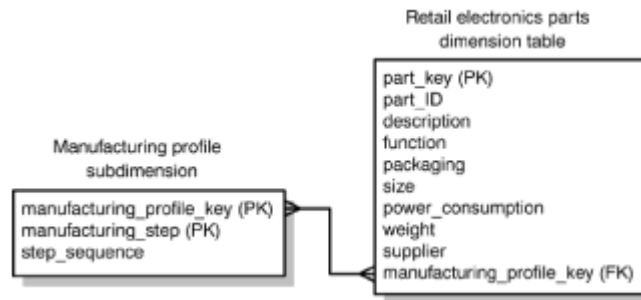 Retail electronics parts
dimension table
part_key (PK)
part_ID
description
function
packaging
size
power_consumption
weight
supplier
manufacturing_profile_key (FK)
Manufacturing profile
subdimension
manufacturing_profile_key (PK)
manufacturing_step (PK)
step_sequence